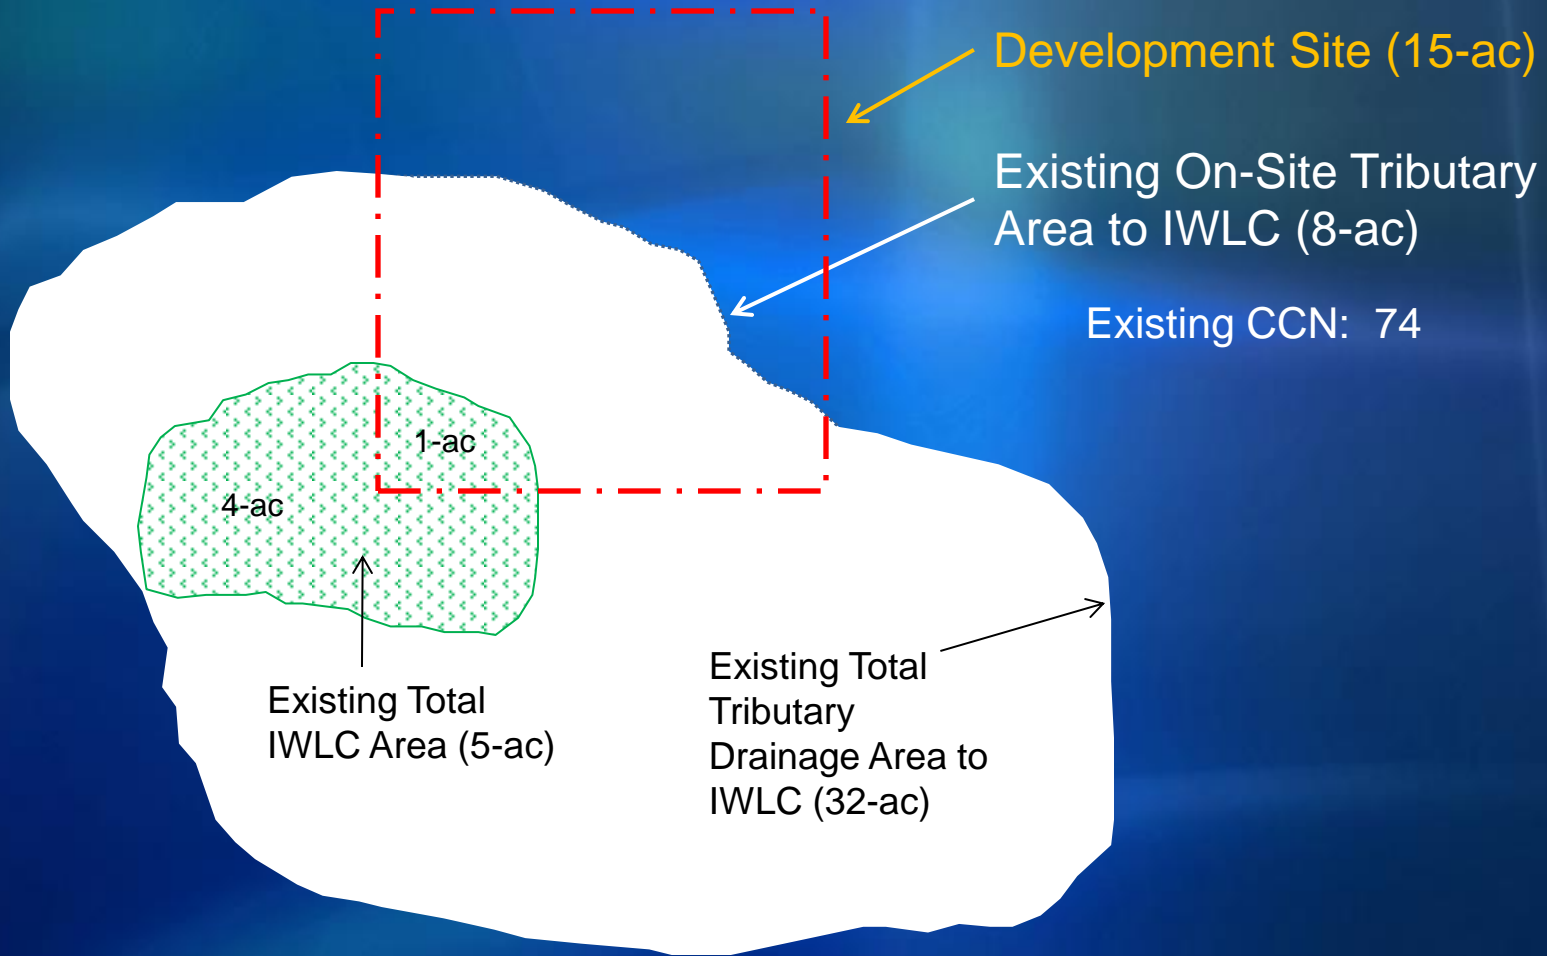 Development Site (15-ac)
Existing On-Site Tributary
Area to IWLC (8-ac)
Existing CCN: 74
1-ac
4-ac
Existing Total
IWLC Area (5-ac)
Existing Total
Tributary
Drainage Area to
IWLC (32-ac)